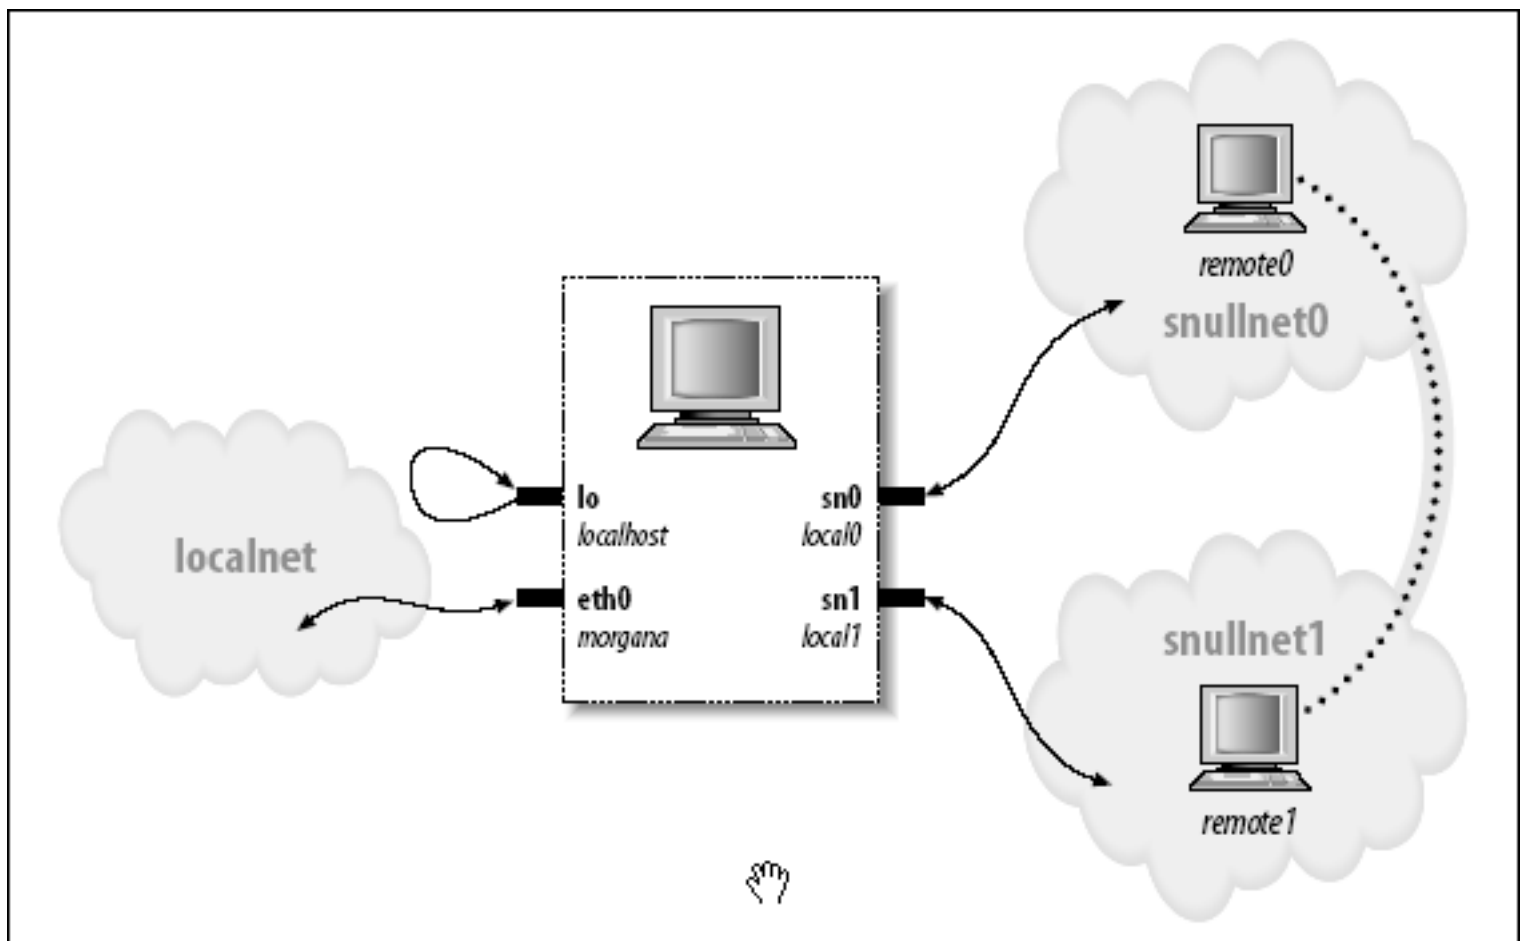 remote0
snullnet0
localnet
lo
localhost
eth0
morgana
sn0
local0
sn1
local1
snullnet1
remote1